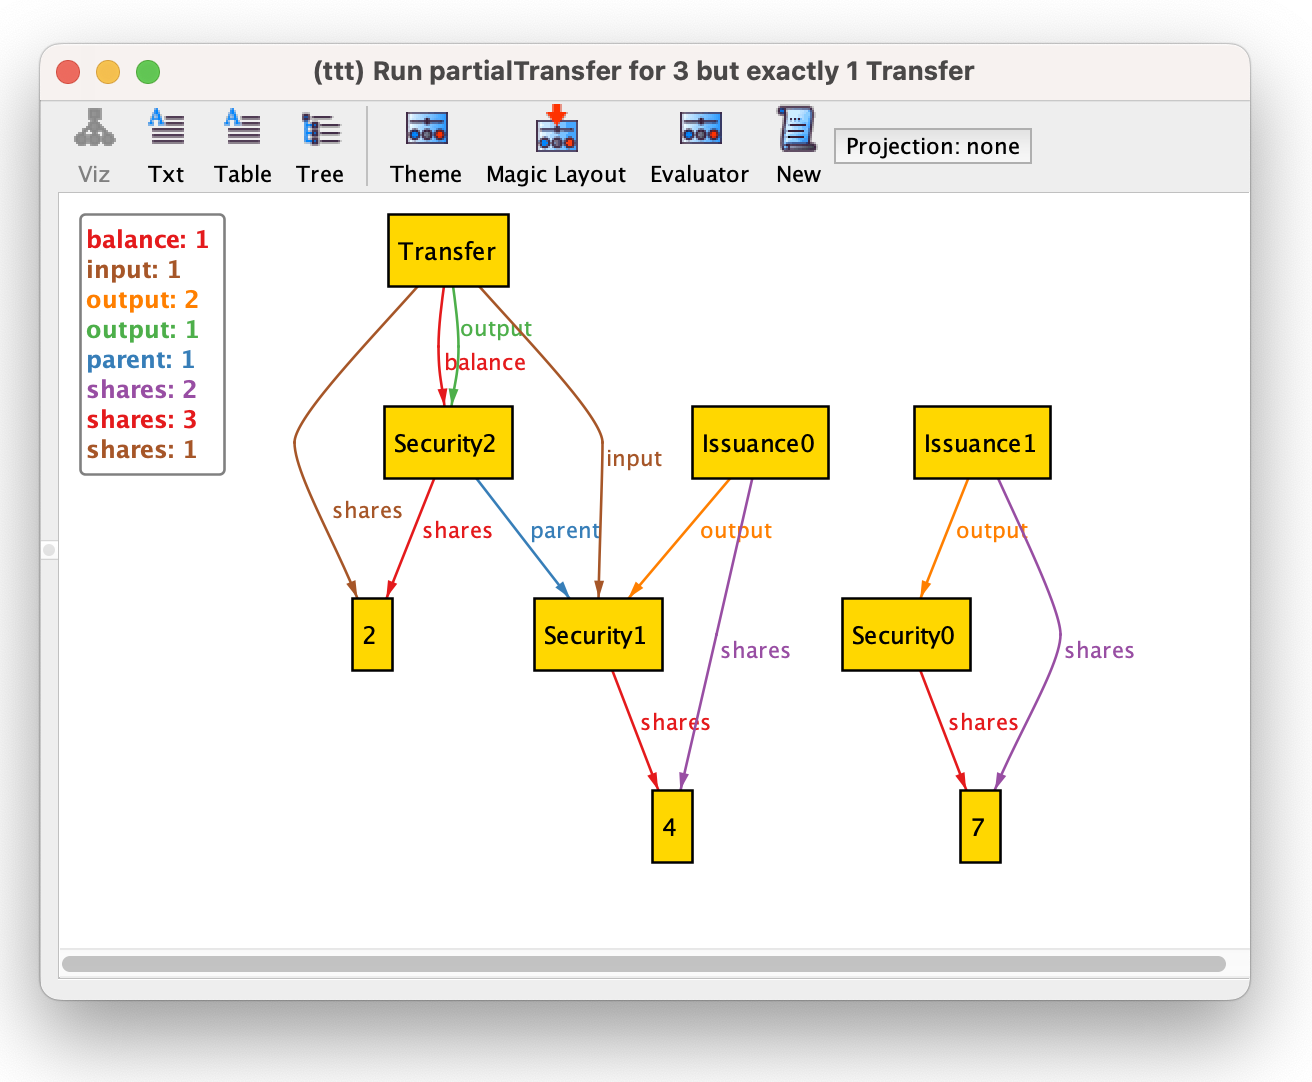 (ttt) Run partialTransfer for 3 but exactly 1 Transfer
Viz Txt Table Tree Theme Magic Layout Evaluator New Projection: none
balance: 1
input: 1
output: 2
output: 1
parent: 1
shares: 2
shares: 3
shares: 1
Transfer
output
balance
Security2
Issuance0
Issuance1
input
shares
shares
parent
output
output
2
Security1
Security0
shares
shares
shares
shares
4
7